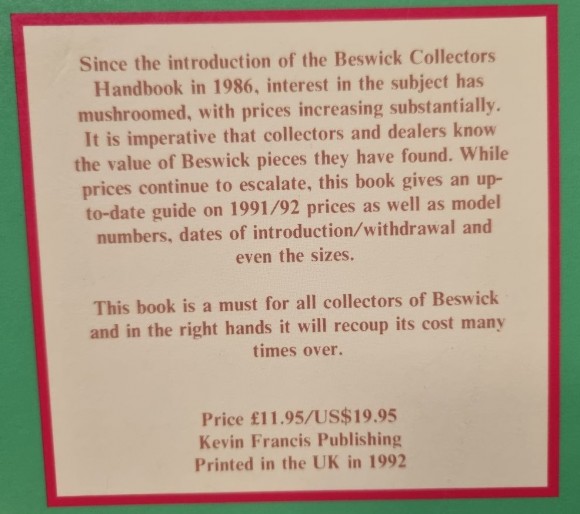 Since the introduction of the Beswick Collectors
Handbook in 1986, interest in the subject has
mushroomed, with prices increasing substantially.
It is imperative that collectors and dealers know
the value of Beswick pieces they have found. While
prices continue to escalate, this book gives an up-
to-date guide on 1991/92 prices as well as model
numbers, dates of introduction/withdrawal and
even the sizes.
This book is a must for all collectors of Beswick
and in the right hands it will recoup its cost many
times over.
Price £11.95/US$19.95
Kevin Francis Publishing
Printed in the UK in 1992